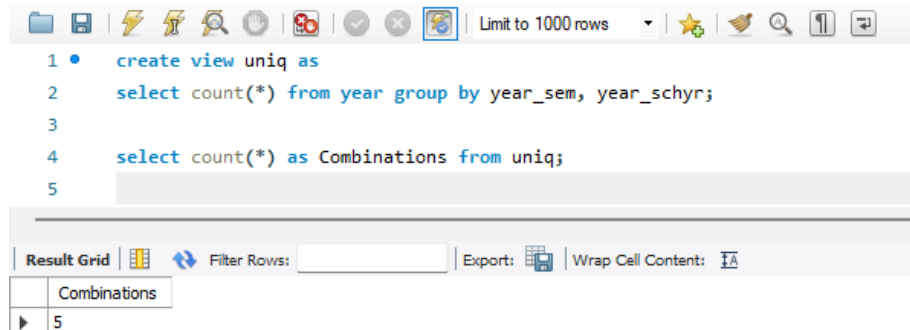 Limit to 1000 rows
1 create view uniq as
2 select count(*) from year group by year_sem, year_schyr;
3
4 select count(*) as Combinations from uniq;
5
Result Grid Filter Rows: Export: Wrap Cell Content: IA
Combinations
5